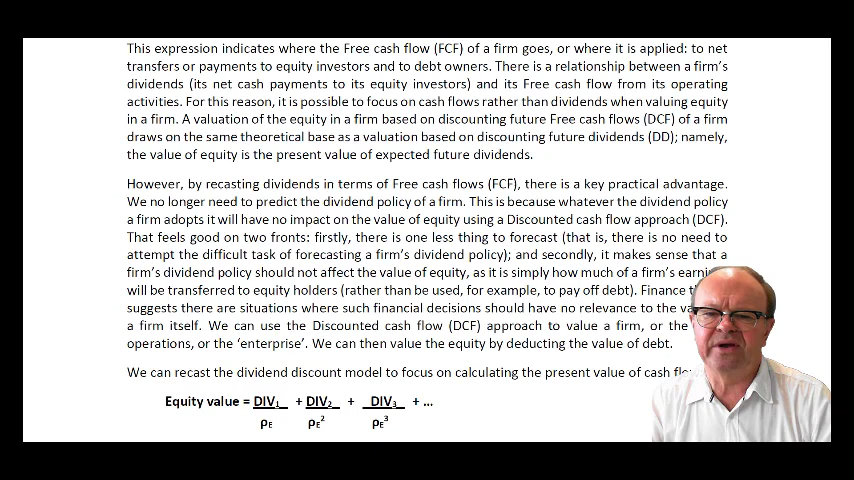 This expression indicates where the Free cash flow (FCF) of a firm goes, or where it is applied: to net
transfers or payments to equity investors and to debt owners. There is a relationship between a firm's
dividends (its net cash payments to its equity investors) and its Free cash flow from its operating
activities. For this reason, it is possible to focus on cash flows rather than dividends when valuing equity
in a firm. A valuation of the equity in a firm based on discounting future Free cash flows (DCF) of a firm
draws on the same theoretical base as a valuation based on discounting future dividends (DD); namely,
the value of equity is the present value of expected future dividends.
However, by recasting dividends in terms of Free cash flows (FCF), there is a key practical advantage.
We no longer need to predict the dividend policy of a firm. This is because whatever the dividend policy
a firm adopts it will have no impact on the value of equity using a Discounted cash flow approach (DCF).
That feels good on two fronts: firstly, there is one less thing to forecast (that is, there is no need to
attempt the difficult task of forecasting a firm's dividend policy); and secondly, it makes sense that a
firm's dividend policy should not affect the value of equity, as it is simply how much of a firm's
will be transferred to equity holders (rather than be used, for example, to pay off debt). Finance
suggests there are situations where such financial decisions should have no relevance to the
a firm itself. We can use the Discounted cash flow (DCF) approach to value a firm, or the
operations, or the 'enterprise'. We can then value the equity by deducting the value of debt.
We can recast the dividend discount model to focus on calculating the present value of cash
Equity value = DIV₁ + DIV₂ + DIV₃ + ...
ρE ρE² ρE³